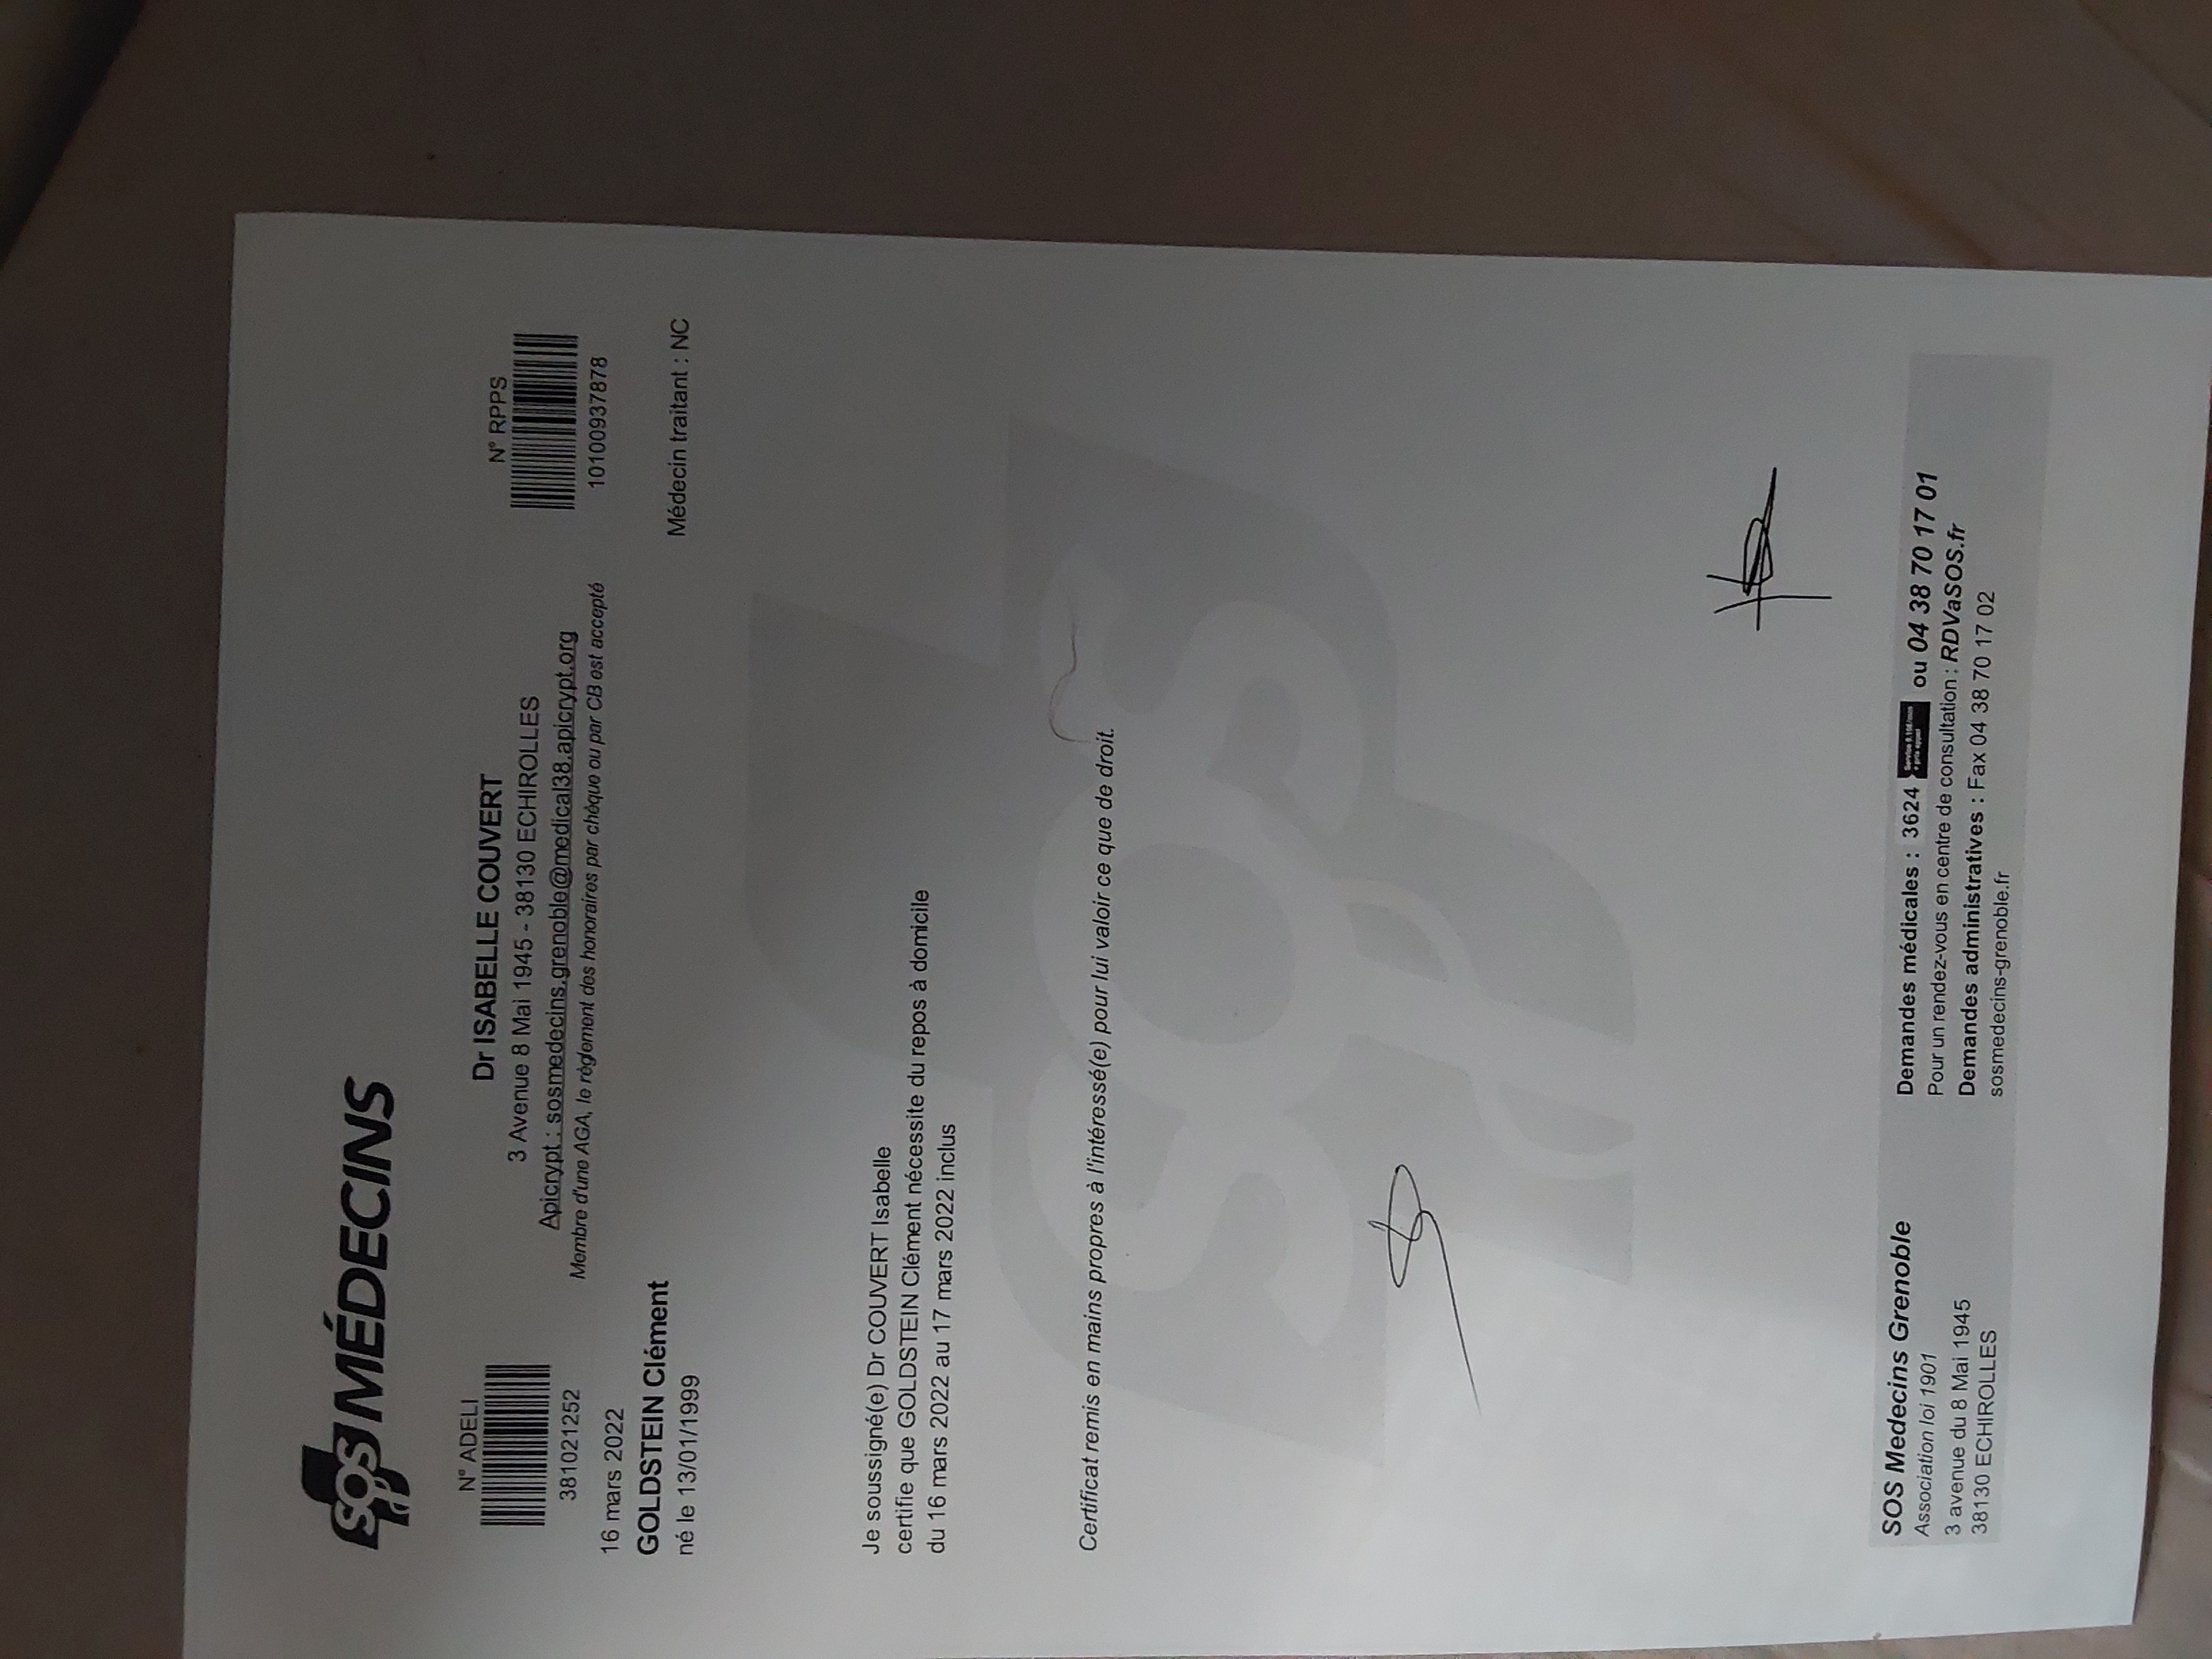 SOS MÉDECINS
N° ADELI
381021252
Dr ISABELLE COUVERT
3 Avenue 8 Mai 1945 - 38130 ECHIROLLES
Apicrypt : sosmedecins.grenoble@medical38.apicrypt.org
Membre d'une AGA, le règlement des honoraires par chèque ou par CB est accepté
N° RPPS
10100937878
16 mars 2022
GOLDSTEIN Clément
né le 13/01/1999
Médecin traitant : NC
Je soussigné(e) Dr COUVERT Isabelle
certifie que GOLDSTEIN Clément nécessite du repos à domicile
du 16 mars 2022 au 17 mars 2022 inclus
Certificat remis en mains propres à l'intéressé(e) pour lui valoir ce que de droit.
SOS
SOS Medecins Grenoble
Association loi 1901
3 avenue du 8 Mai 1945
38130 ECHIROLLES
Demandes médicales : 3624 Service ou 04 38 70 17 01
Pour un rendez-vous en centre de consultation : RDVaSOS.fr
Demandes administratives : Fax 04 38 70 17 02
sosmedecins-grenoble.fr